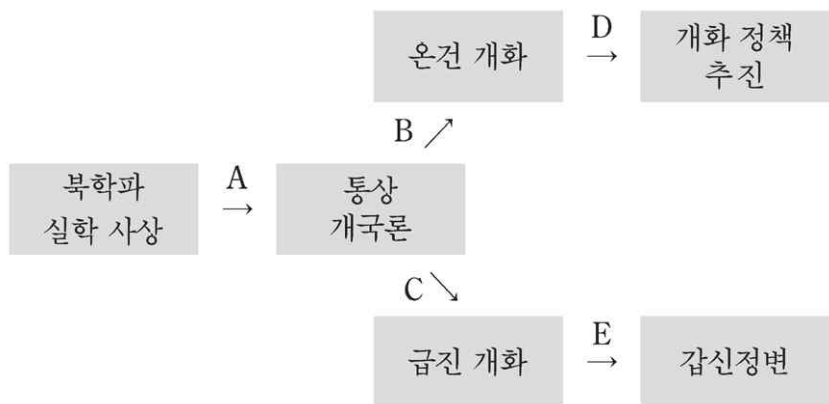 온건 개화
D
→
개화 정책
추진
B ↗
북학파
실학 사상
A
→
통상
개국론
C ↘
급진 개화
E
→
갑신정변